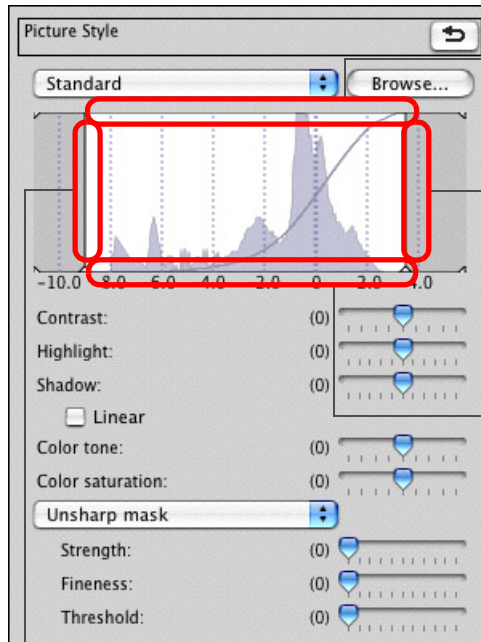 Picture Style
Standard Browse...
-10.0 -8.0 -6.0 -4.0 -2.0 0 2.0 4.0
Contrast: (0)
Highlight: (0)
Shadow: (0)
Linear
Color tone: (0)
Color saturation: (0)
Unsharp mask
Strength: (0)
Fineness: (0)
Threshold: (0)